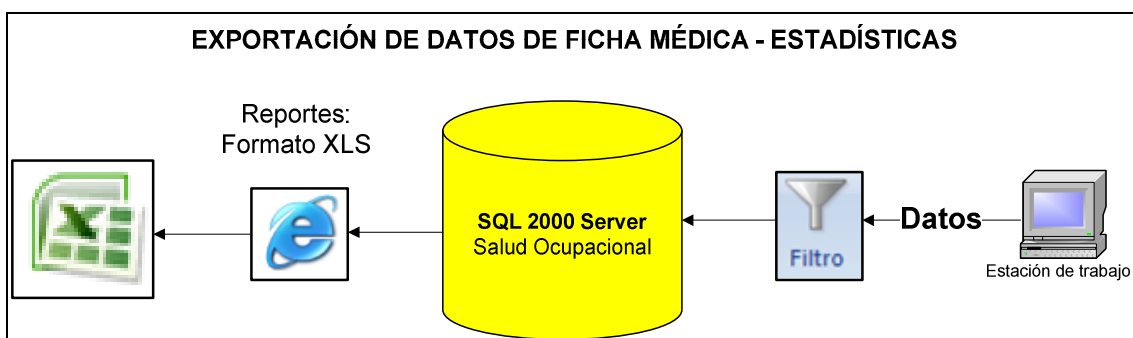 EXPORTACIÓN DE DATOS DE FICHA MÉDICA - ESTADÍSTICAS
Reportes:
Formato XLS
SQL 2000 Server
Salud Ocupacional
Filtro
Datos
Estación de trabajo